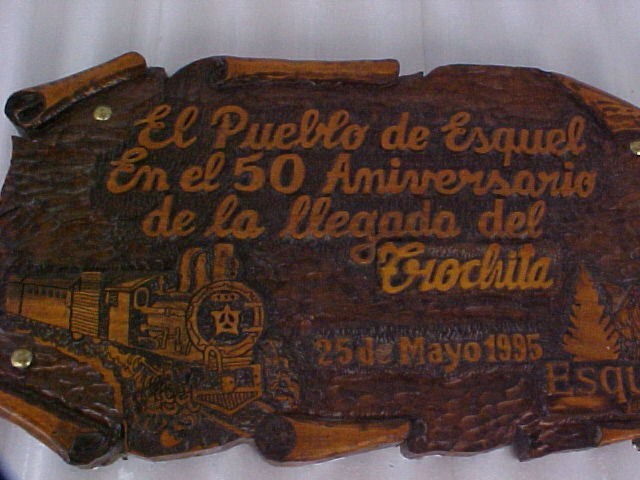 El Pueblo de Esquel
En el 50 Aniversario
de la llegada del
Trochita
25 de Mayo 1995
Esqu